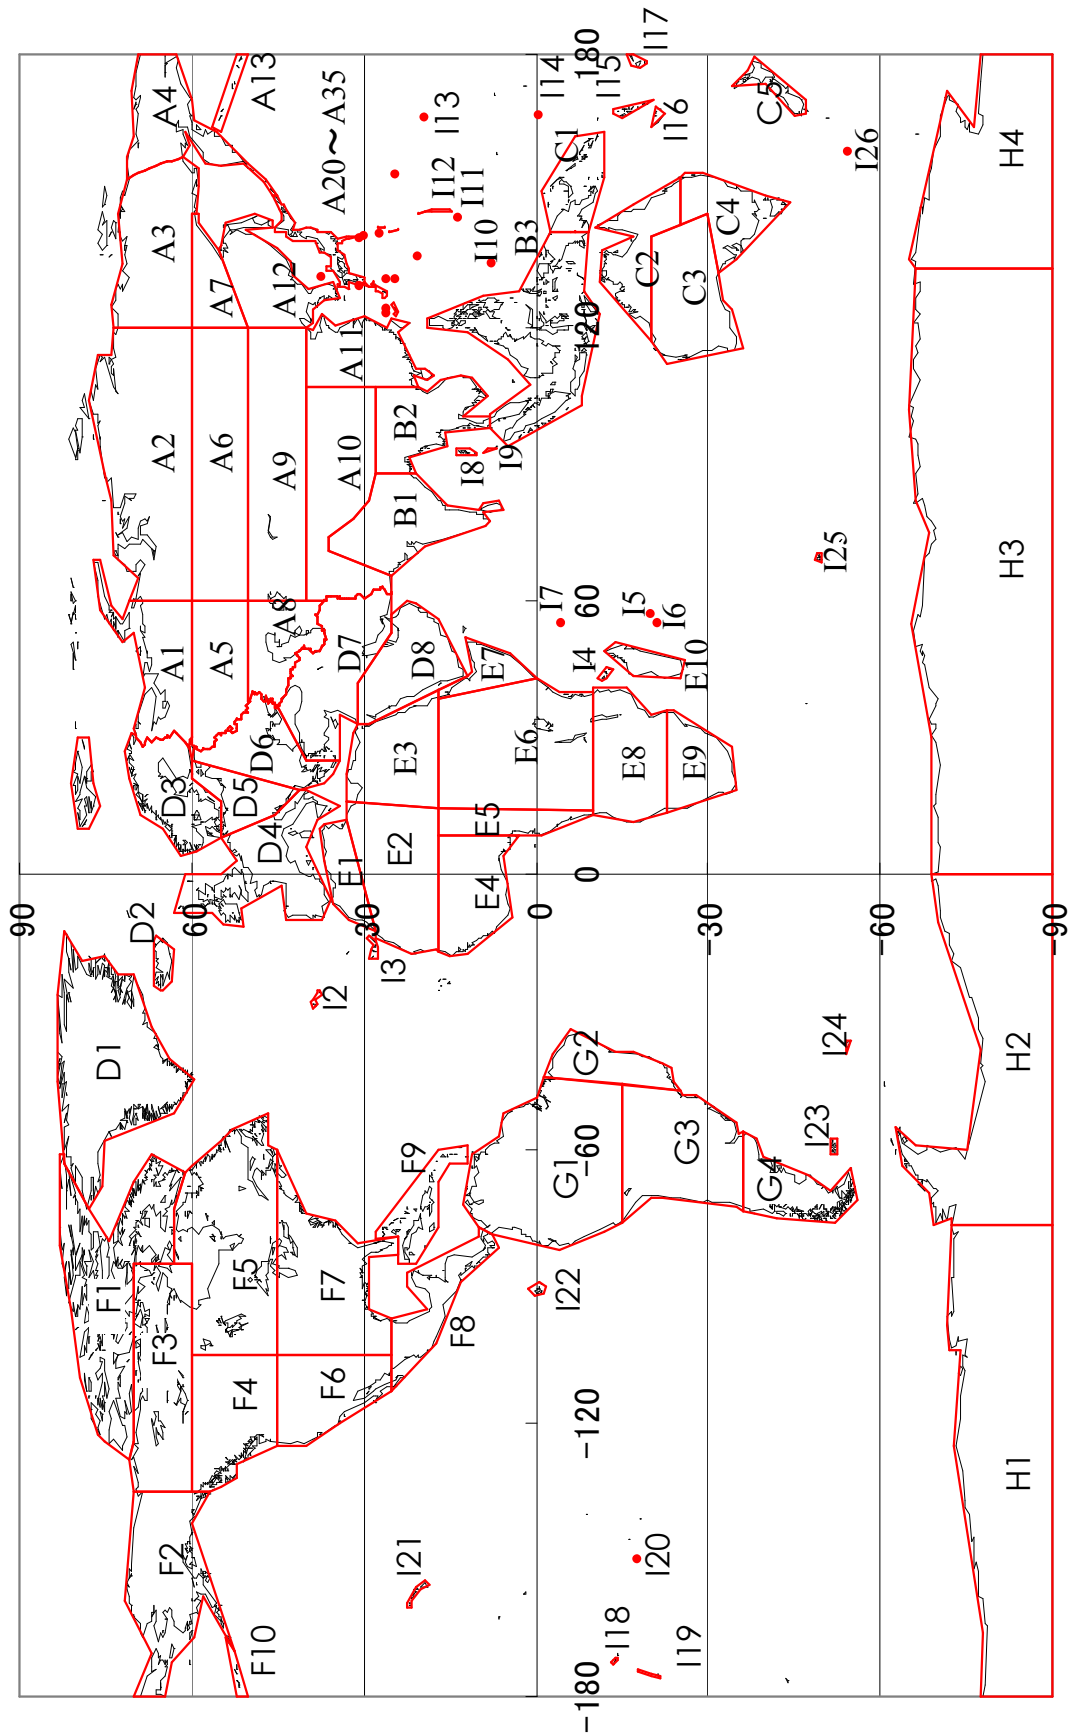 90
60
30
0
-30
-60
-90
-180
-120
-60
0
60
120
180
A1
A2
A3
A4
A5
A6
A7
A8
A9
A10
A11
A12
A13
A20～A35
B1
B2
B3
C1
C2
C3
C4
C5
D1
D2
D3
D4
D5
D6
D7
D8
E1
E2
E3
E4
E5
E6
E7
E8
E9
E10
F1
F2
F3
F4
F5
F6
F7
F8
F9
F10
G1
G2
G3
G4
H1
H2
H3
H4
I2
I3
I4
I5
I6
I7
I8
I9
I10
I11
I12
I13
I14
I15
I16
I17
I18
I19
I20
I21
I22
I23
I24
I25
I26